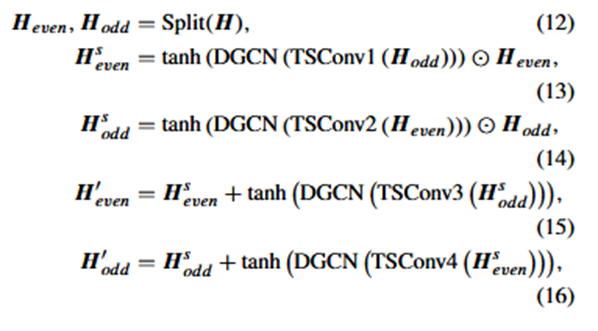 H_even, H_odd = Split(H), (12)
H^s_even = tanh (DGCN (TSConv1 (H_odd))) ⊙ H_even,
(13)
H^s_odd = tanh (DGCN (TSConv2 (H_even))) ⊙ H_odd,
(14)
H′_even = H^s_even + tanh (DGCN (TSConv3 (H^s_odd))),
(15)
H′_odd = H^s_odd + tanh (DGCN (TSConv4 (H^s_even))),
(16)